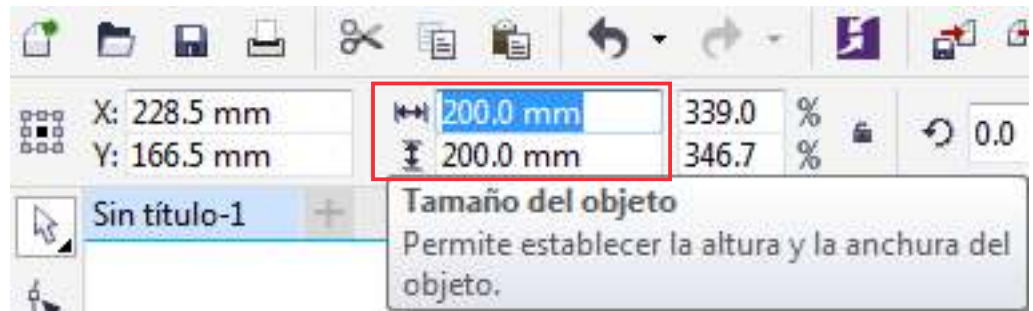 X: 228.5 mm 200.0 mm 339.0 %
Y: 166.5 mm 200.0 mm 346.7 % 0.0
Sin título-1
Tamaño del objeto
Permite establecer la altura y la anchura del
objeto.